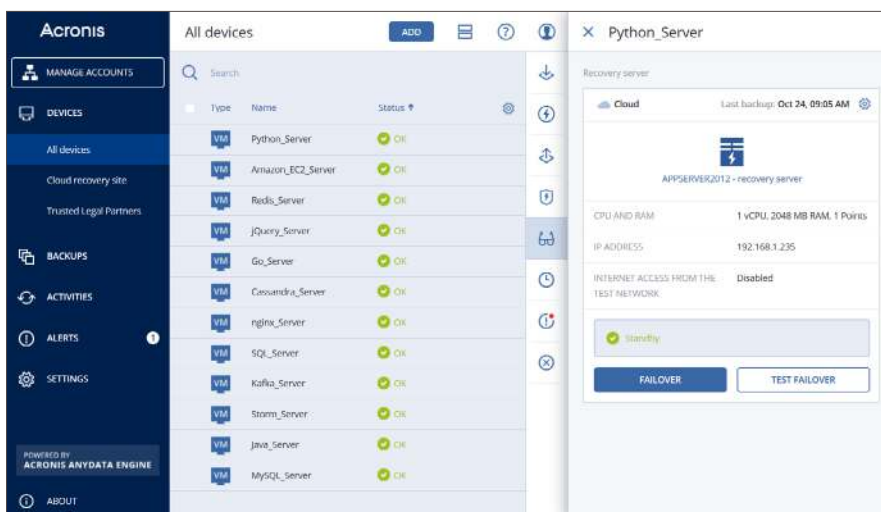 Acronis
MANAGE ACCOUNTS
DEVICES
All devices
Cloud recovery site
Trusted Legal Partners
BACKUPS
ACTIVITIES
ALERTS 1
SETTINGS
POWERED BY
ACRONIS ANYDATA ENGINE
ABOUT
All devices ADD
Search
Type Name Status
VM Python_Server OK
VM Amazon_EC2_Server OK
VM Redis_Server OK
VM jQuery_Server OK
VM Go_Server OK
VM Cassandra_Server OK
VM nginx_Server OK
VM SQL_Server OK
VM Kafka_Server OK
VM Storm_Server OK
VM Java_Server OK
VM MySQL_Server OK
Python_Server
Recovery server
Cloud Last backup: Oct 24, 09:05 AM
APPSERVER2012 - recovery server
CPU AND RAM 1 vCPU, 2048 MB RAM, 1 Points
IP ADDRESS 192.168.1.235
INTERNET ACCESS FROM THE Disabled
TEST NETWORK
Standby
FAILOVER TEST FAILOVER